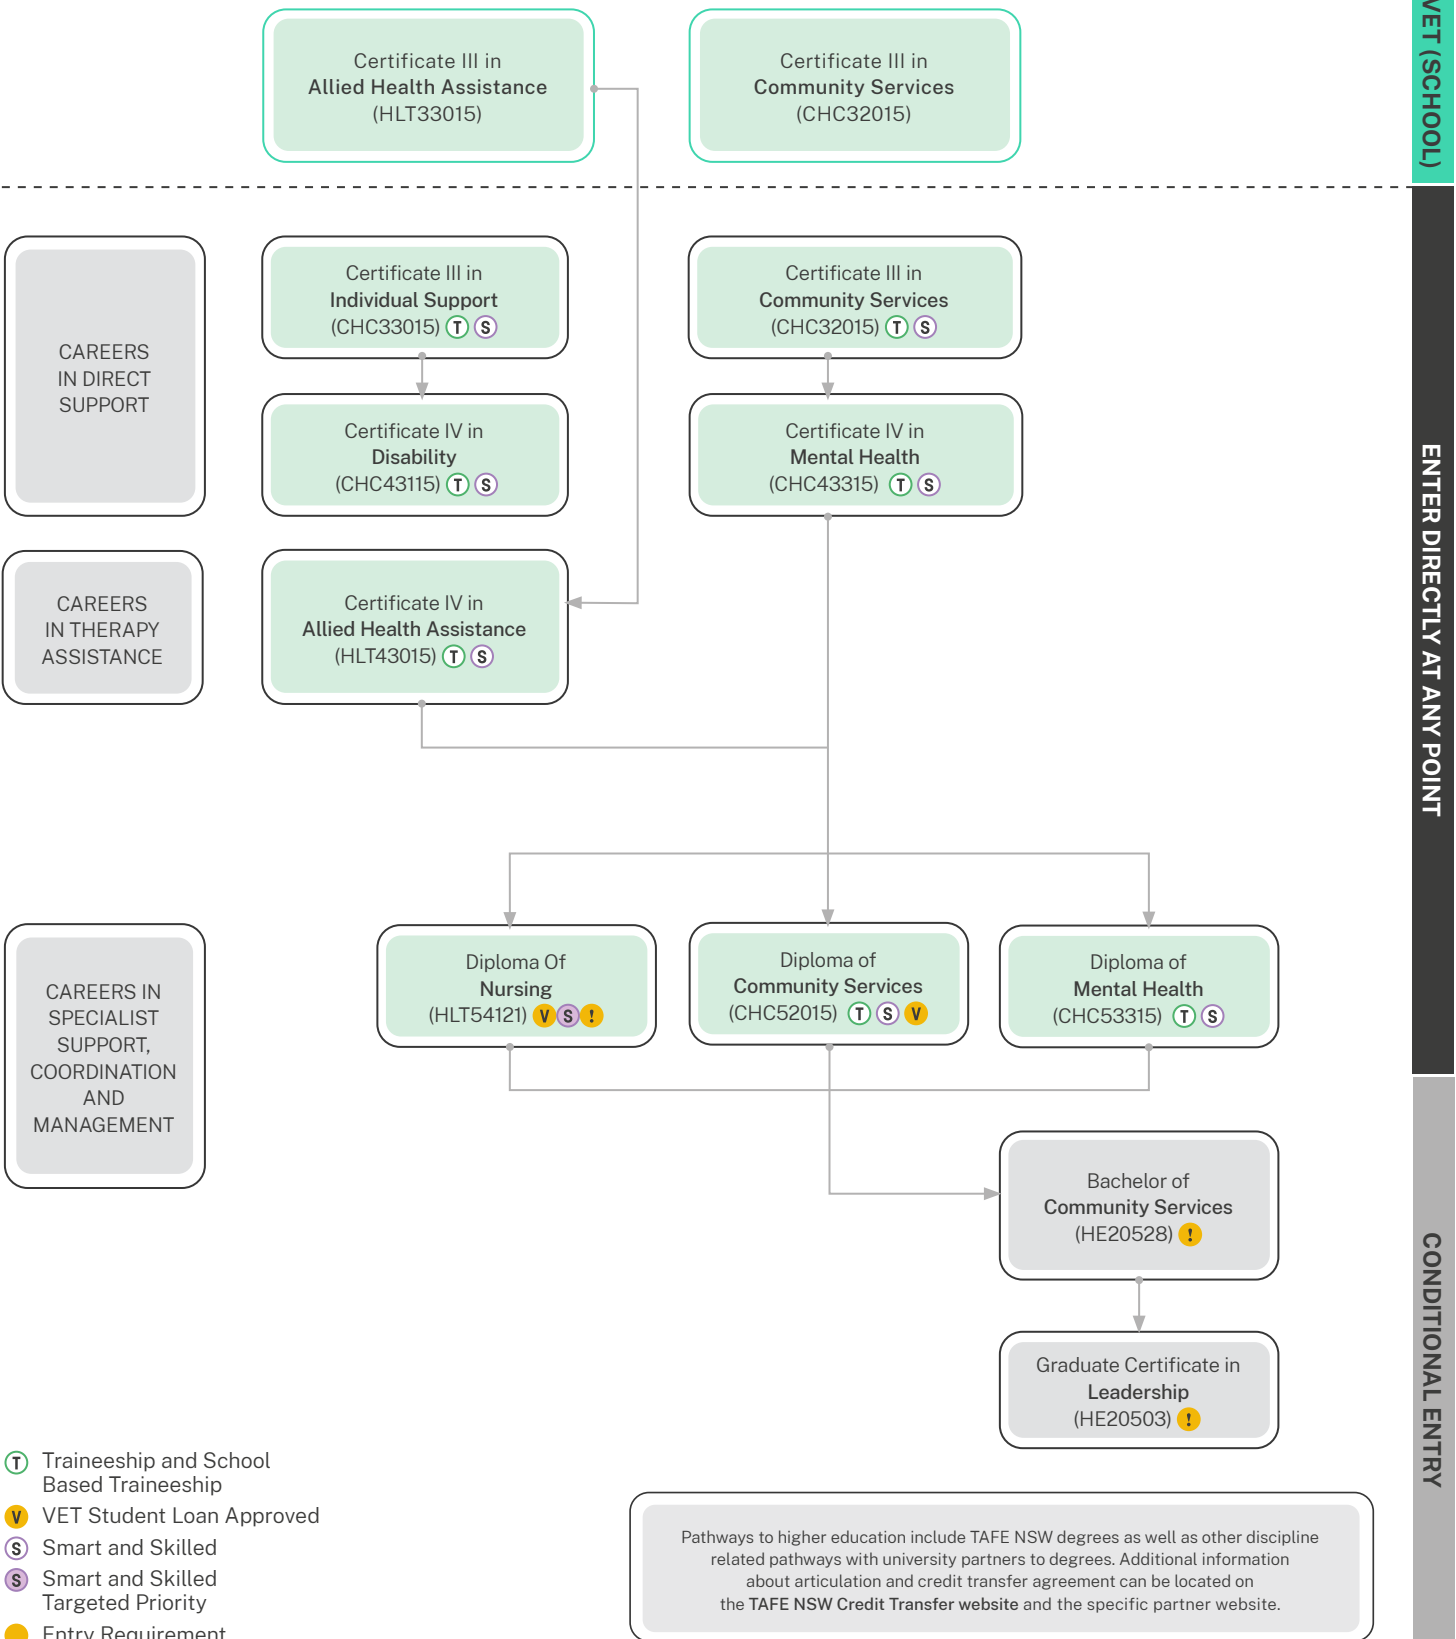 VET (SCHOOL)
Certificate III in
Allied Health Assistance
(HLT33015)
Certificate III in
Community Services
(CHC32015)
ENTER DIRECTLY AT ANY POINT
CAREERS
IN DIRECT
SUPPORT
Certificate III in
Individual Support
(CHC33015) T S
Certificate III in
Community Services
(CHC32015) T S
Certificate IV in
Disability
(CHC43115) T S
Certificate IV in
Mental Health
(CHC43315) T S
CAREERS
IN THERAPY
ASSISTANCE
Certificate IV in
Allied Health Assistance
(HLT43015) T S
CAREERS IN
SPECIALIST
SUPPORT,
COORDINATION
AND
MANAGEMENT
Diploma Of
Nursing
(HLT54121) V S !
Diploma of
Community Services
(CHC52015) T S V
Diploma of
Mental Health
(CHC53315) T S
CONDITIONAL ENTRY
Bachelor of
Community Services
(HE20528) !
Graduate Certificate in
Leadership
(HE20503) !
T Traineeship and School
Based Traineeship
V VET Student Loan Approved
S Smart and Skilled
S Smart and Skilled
Targeted Priority
Entry Requirement
Pathways to higher education include TAFE NSW degrees as well as other discipline
related pathways with university partners to degrees. Additional information
about articulation and credit transfer agreement can be located on
the TAFE NSW Credit Transfer website and the specific partner website.